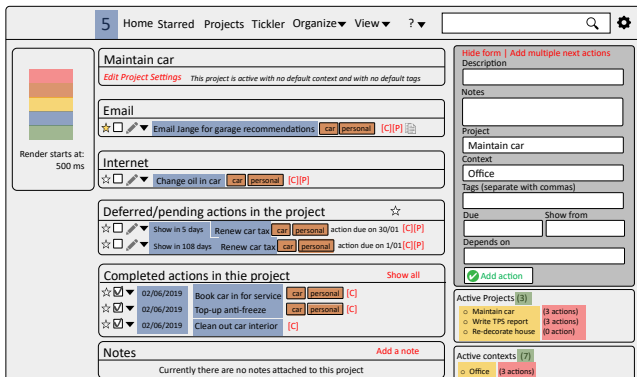 5 Home Starred Projects Tickler Organize▾ View▾ ?▾
Render starts at:
500 ms
Maintain car
Edit Project Settings This project is active with no default context and with no default tags
Email
Email Jange for garage recommendations car personal [C][P]
Internet
Change oil in car car personal [C][P]
Deferred/pending actions in the project
Show in 5 days Renew car tax car personal action due on 30/01 [C][P]
Show in 108 days Renew car tax car personal action due on 1/01 [C][P]
Completed actions in thie project Show all
02/06/2019 Book car in for service car personal [C]
02/06/2019 Top-up anti-freeze car personal [C]
02/06/2019 Clean out car interior [C]
Notes Add a note
Currently there are no notes attached to this project
Hide form | Add multiple next actions
Description
Notes
Project
Maintain car
Context
Office
Tags (separate with commas)
Due Show from
Depends on
Add action
Active Projects (3)
Maintain car (3 actions)
Write TPS report (3 actions)
Re-decorate house (0 action)
Active contexts (7)
Office (3 actions)